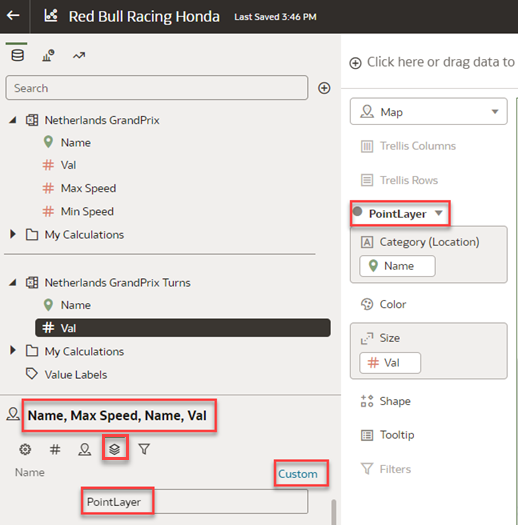 Red Bull Racing Honda Last Saved 3:46 PM
Search
Netherlands GrandPrix
Name
# Val
# Max Speed
# Min Speed
My Calculations
Netherlands GrandPrix Turns
Name
# Val
My Calculations
Value Labels
Name, Max Speed, Name, Val
#
Name Custom
PointLayer
Click here or drag data to
Map
Trellis Columns
Trellis Rows
PointLayer
A Category (Location)
Name
Color
Size
# Val
Shape
Tooltip
Filters